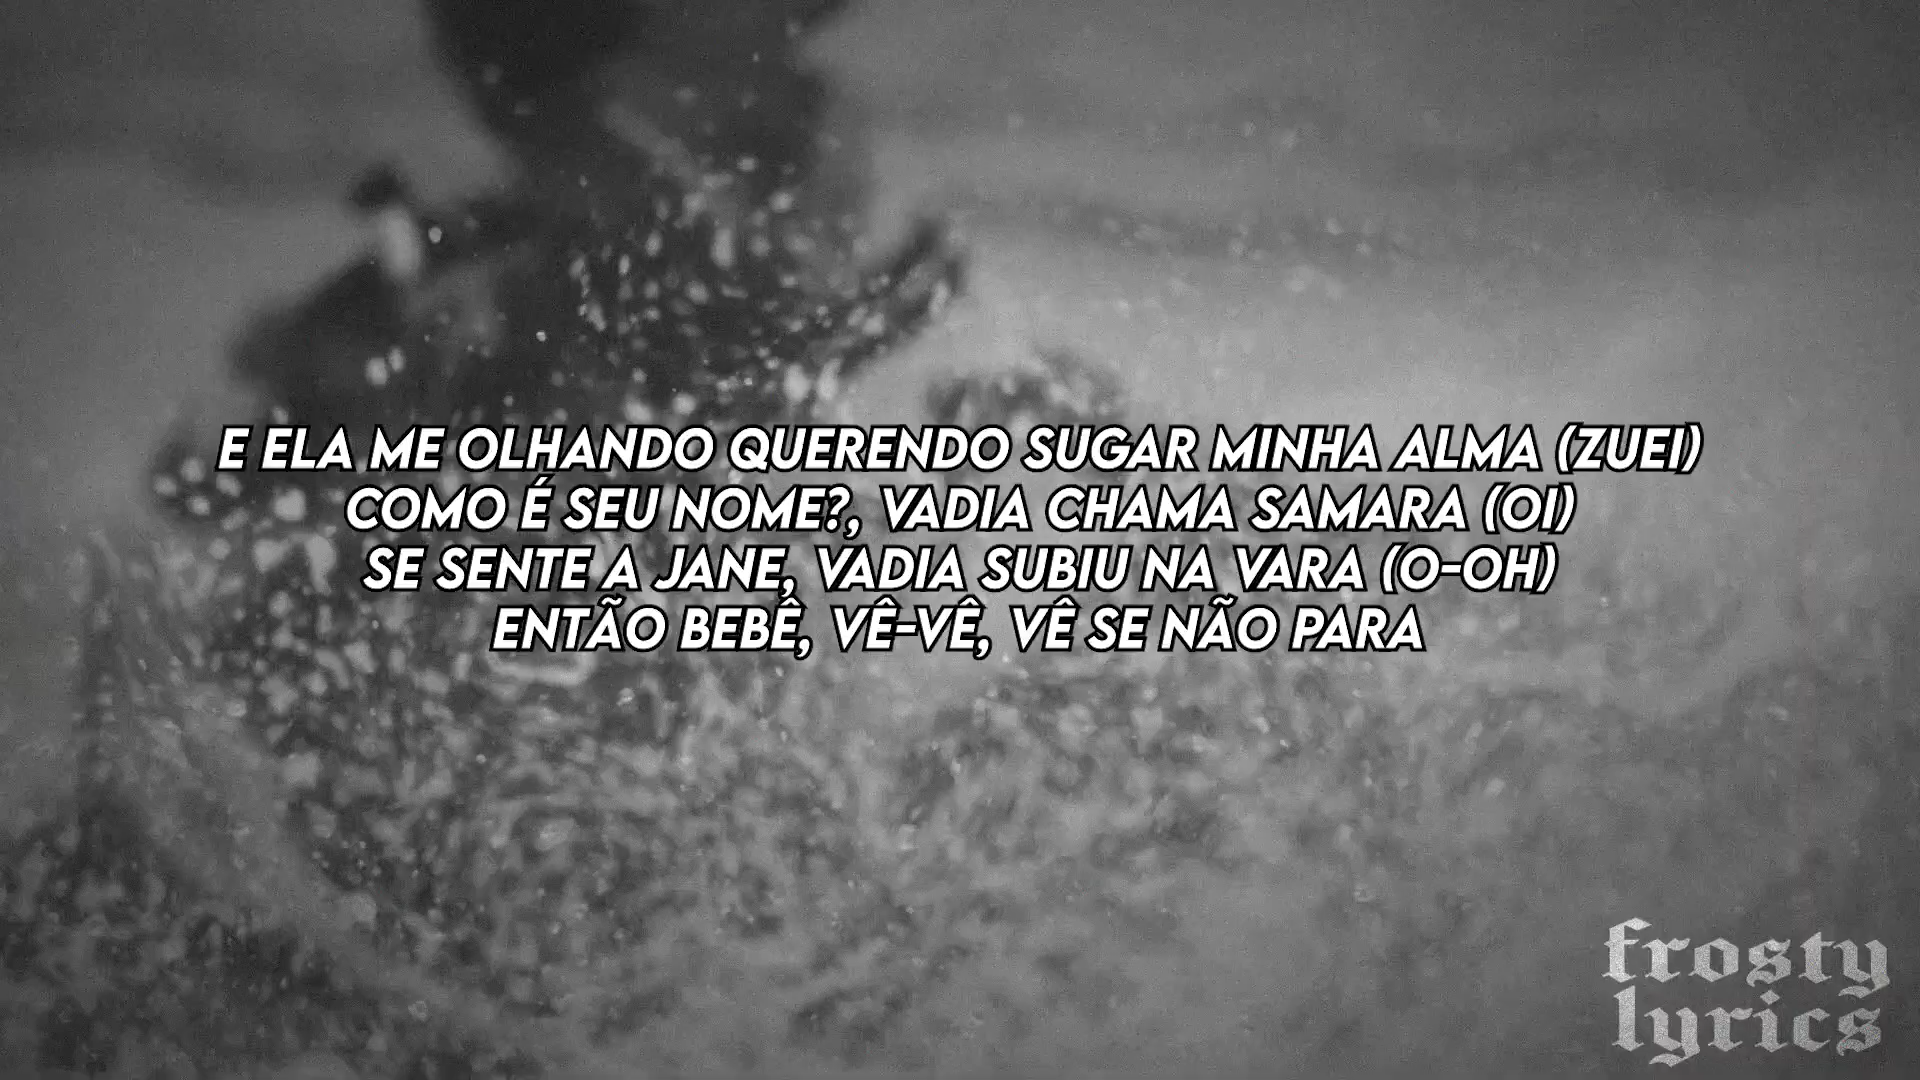 E ELA ME OLHANDO QUERENDO SUGAR MINHA ALMA (ZUEI)
COMO É SEU NOME?, VADIA CHAMA SAMARA (OI)
SE SENTE A JANE, VADIA SUBIU NA VARA (O-OH)
ENTÃO BEBÊ, VÊ-VÊ, VÊ SE NÃO PARA
frosty
lyrics